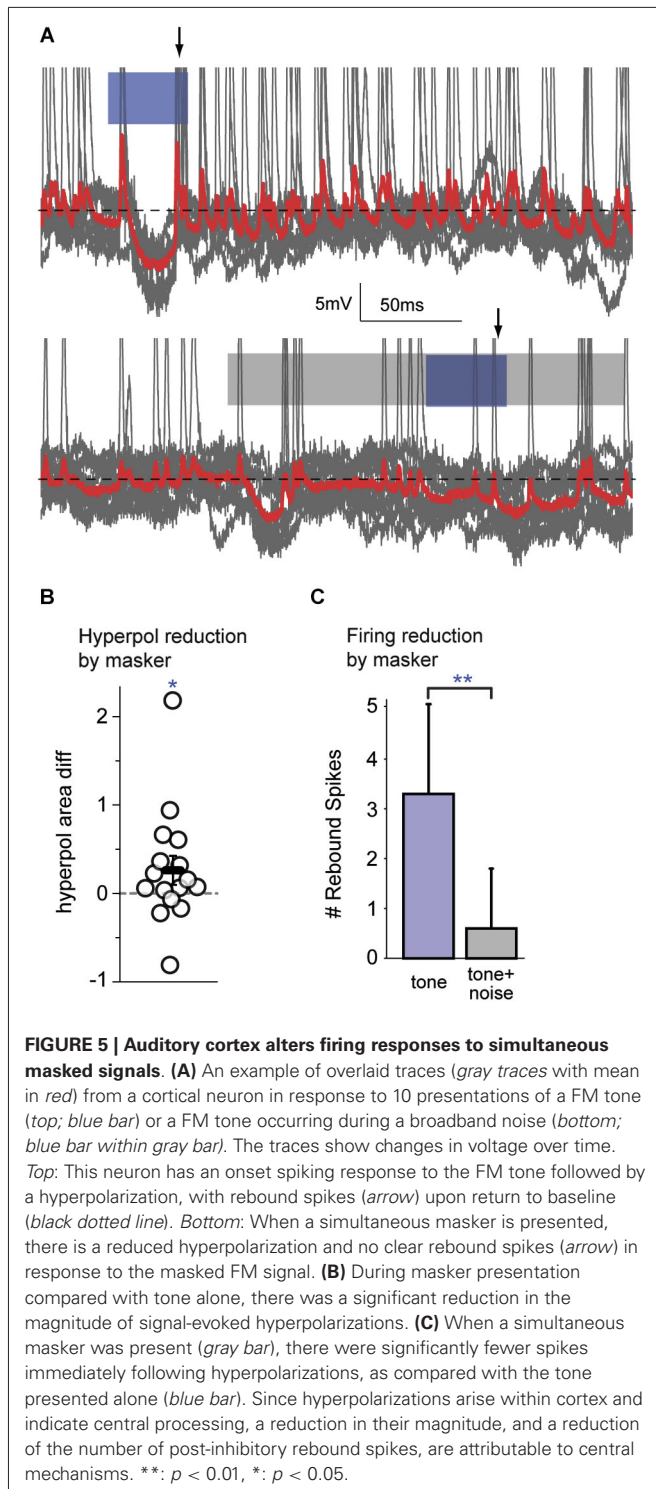 A
5mV
50ms
B
Hyperpol reduction
by masker
*
2
1
0
-1
hyperpol area diff
C
Firing reduction
by masker
**
5
4
3
2
1
0
# Rebound Spikes
tone
tone+
noise
FIGURE 5 | Auditory cortex alters firing responses to simultaneous
masked signals. (A) An example of overlaid traces (gray traces with mean
in red) from a cortical neuron in response to 10 presentations of a FM tone
(top; blue bar) or a FM tone occurring during a broadband noise (bottom;
blue bar within gray bar). The traces show changes in voltage over time.
Top: This neuron has an onset spiking response to the FM tone followed by
a hyperpolarization, with rebound spikes (arrow) upon return to baseline
(black dotted line). Bottom: When a simultaneous masker is presented,
there is a reduced hyperpolarization and no clear rebound spikes (arrow) in
response to the masked FM signal. (B) During masker presentation
compared with tone alone, there was a significant reduction in the
magnitude of signal-evoked hyperpolarizations. (C) When a simultaneous
masker was present (gray bar), there were significantly fewer spikes
immediately following hyperpolarizations, as compared with the tone
presented alone (blue bar). Since hyperpolarizations arise within cortex and
indicate central processing, a reduction in their magnitude, and a reduction
of the number of post-inhibitory rebound spikes, are attributable to central
mechanisms. **: p < 0.01, *: p < 0.05.